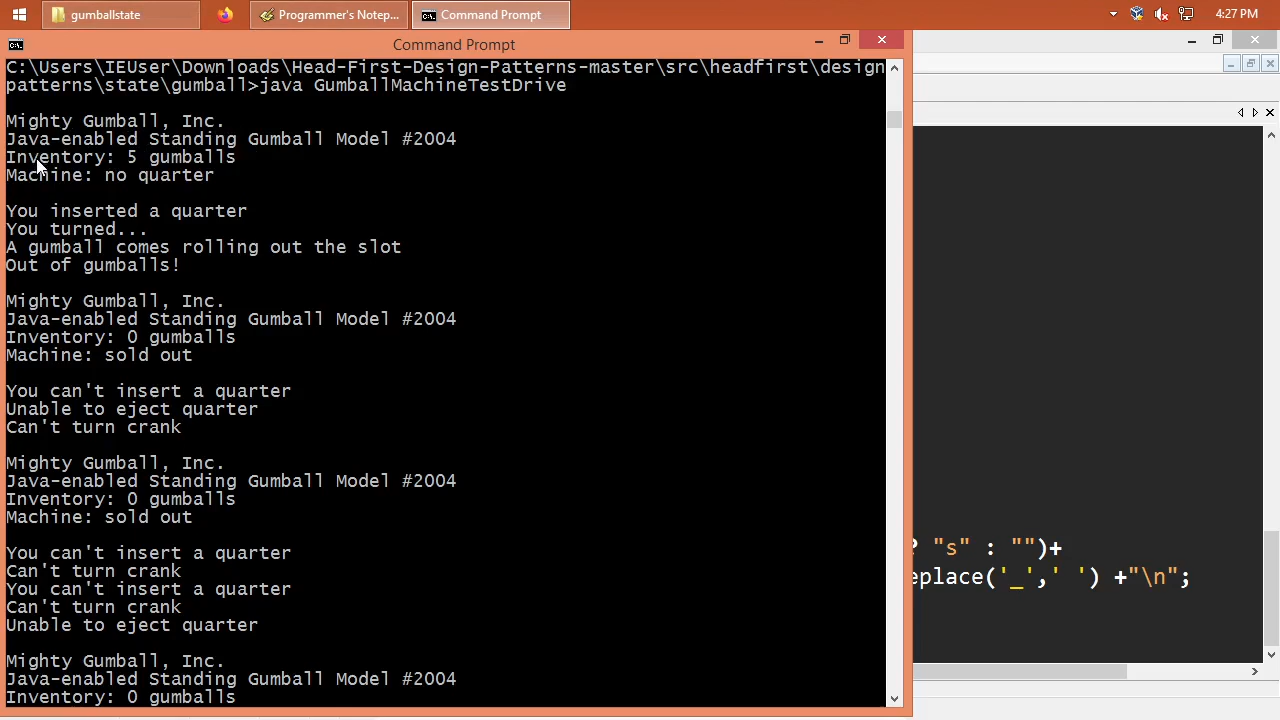 gumballstate
Programmer's Notep...
Command Prompt
4:27 PM
Command Prompt
C:\Users\IEUser\Downloads\Head-First-Design-Patterns-master\src\headfirst\design
patterns\state\gumball>java GumballMachineTestDrive
Mighty Gumball, Inc.
Java-enabled Standing Gumball Model #2004
Inventory: 5 gumballs
Machine: no quarter
You inserted a quarter
You turned...
A gumball comes rolling out the slot
Out of gumballs!
Mighty Gumball, Inc.
Java-enabled Standing Gumball Model #2004
Inventory: 0 gumballs
Machine: sold out
You can't insert a quarter
Unable to eject quarter
Can't turn crank
Mighty Gumball, Inc.
Java-enabled Standing Gumball Model #2004
Inventory: 0 gumballs
Machine: sold out
You can't insert a quarter
Can't turn crank
You can't insert a quarter
Can't turn crank
Unable to eject quarter
Mighty Gumball, Inc.
Java-enabled Standing Gumball Model #2004
Inventory: 0 gumballs
? "s" : "")+
eplace('_',' ') +"\n";